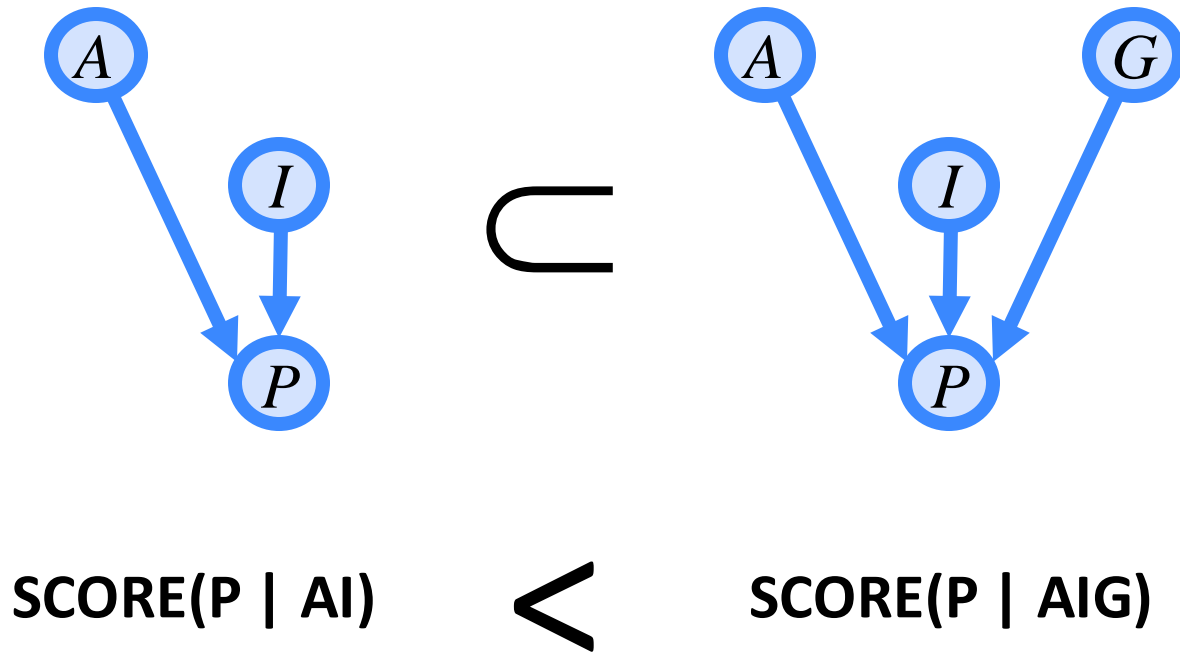 A A G
I I
⊂
P P
SCORE(P | AI) < SCORE(P | AIG)